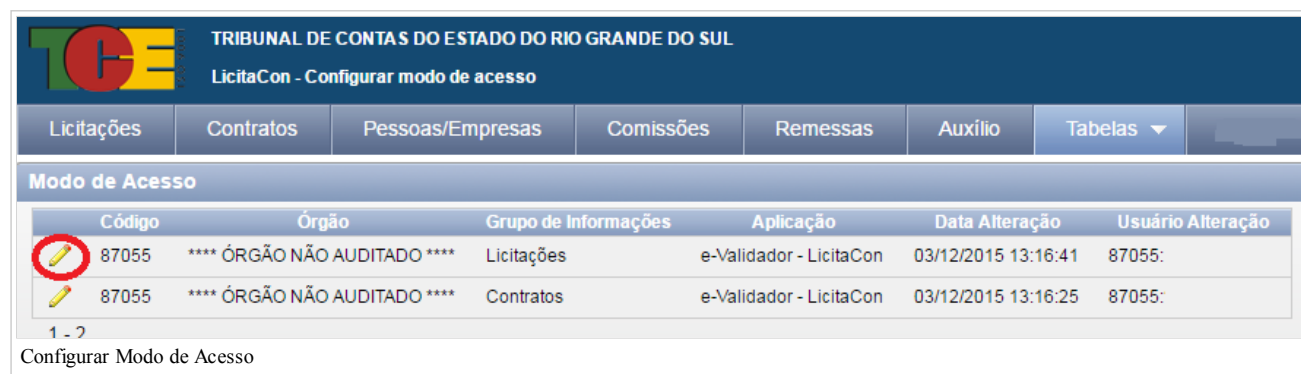 TCE
TRIBUNAL DE CONTAS DO ESTADO DO RIO GRANDE DO SUL
LicitaCon - Configurar modo de acesso
Licitações Contratos Pessoas/Empresas Comissões Remessas Auxílio Tabelas
Modo de Acesso
Código Órgão Grupo de Informações Aplicação Data Alteração Usuário Alteração
87055 **** ÓRGÃO NÃO AUDITADO **** Licitações e-Validador - LicitaCon 03/12/2015 13:16:41 87055:
87055 **** ÓRGÃO NÃO AUDITADO **** Contratos e-Validador - LicitaCon 03/12/2015 13:16:25 87055:
1 - 2
Configurar Modo de Acesso